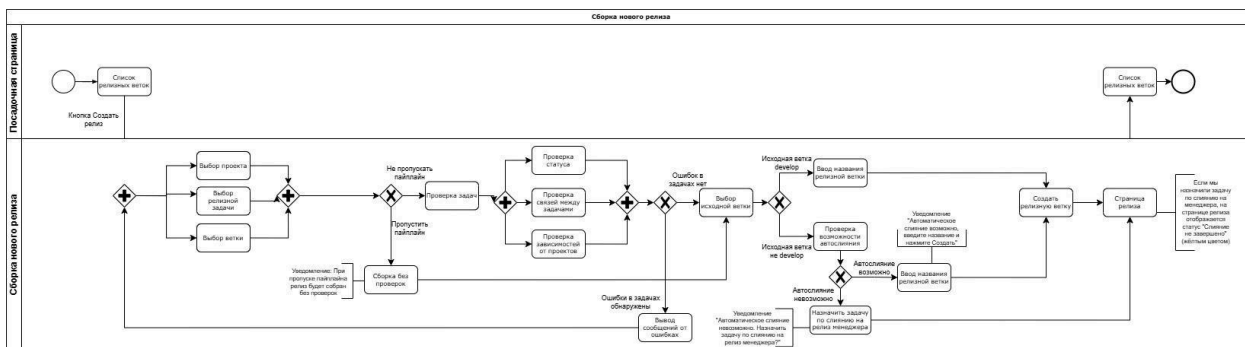 Сборка нового релиза
Посадочная страница
Список
релизных веток
Кнопка Создать
релиз
Список
релизных веток
Сборка нового релиза
Выбор проекта
Выбор
релизной
задачи
Выбор ветки
Не пропускать
пайплайн
Пропустить
пайплайн
Уведомление: При
пропуске пайплайна
релиз будет собран
без проверок
Сборка без
проверок
Проверка задач
Проверка
статуса
Проверка
связей между
задачами
Проверка
зависимостей
от проектов
Ошибок в
задачах нет
Ошибки в задачах
обнаружены
Вывод
сообщений от
ошибках
Выбор
исходной ветки
Исходная ветка
develop
Исходная ветка
не develop
Ввод названия
релизной ветки
Проверка
возможности
автослияния
Уведомление
"Автоматическое
слияние возможно,
введите название и
нажмите Создать"
Автослияние
возможно
Ввод названия
релизной ветки
Автослияние
невозможно
Уведомление
"Автоматическое слияние
невозможно. Назначить
задачу по слиянию на
релиз менеджера?"
Назначить задачу
по слиянию на
релиз менеджера
Создать
релизную ветку
Страница
релиза
Если мы
назначили задачу
по слиянию на
менеджера, на
странице релиза
отображается
статус "Слияние
не завершено"
(жёлтым цветом)